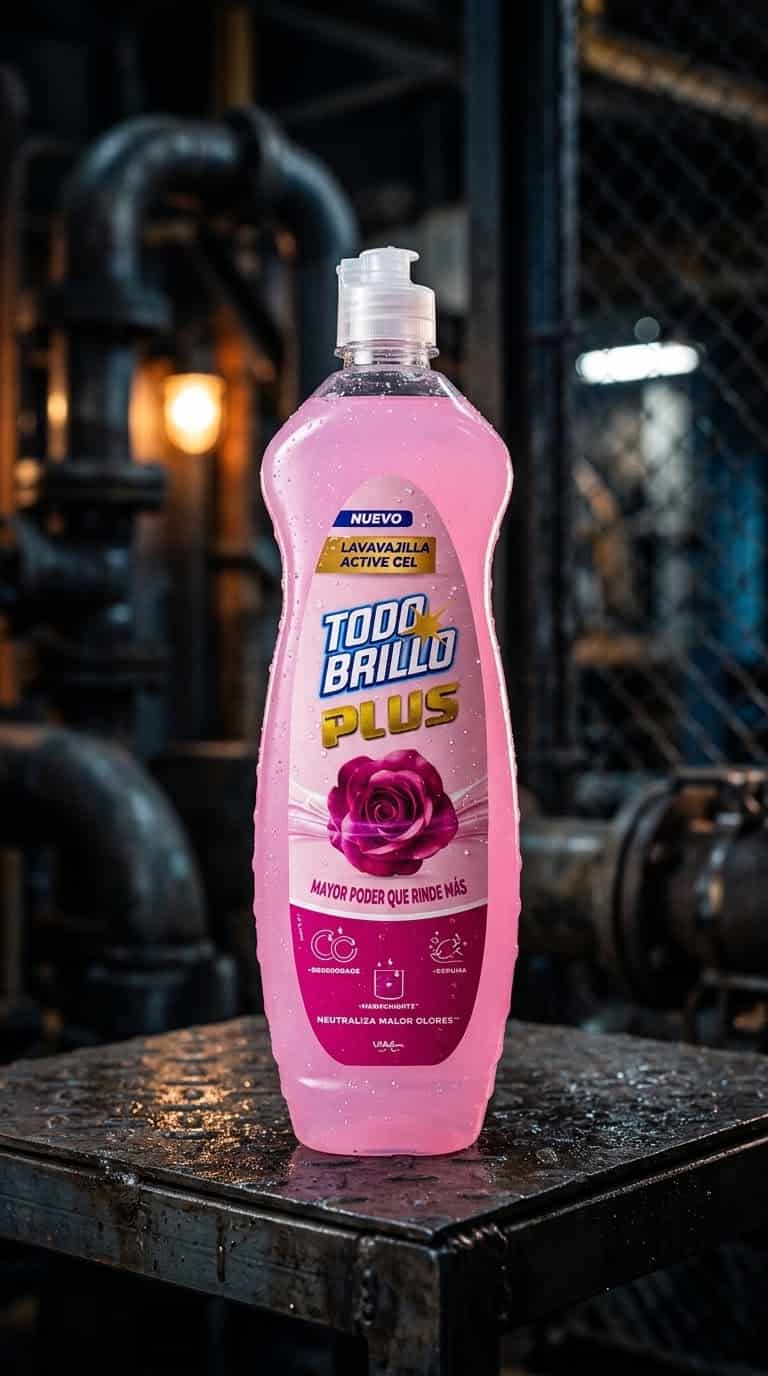 NUEVO
LAVAVAJILLA
ACTIVE GEL
TODO
BRILLO
PLUS
MAYOR PODER QUE RINDE MÁS
NEUTRALIZA MALOR OLORES